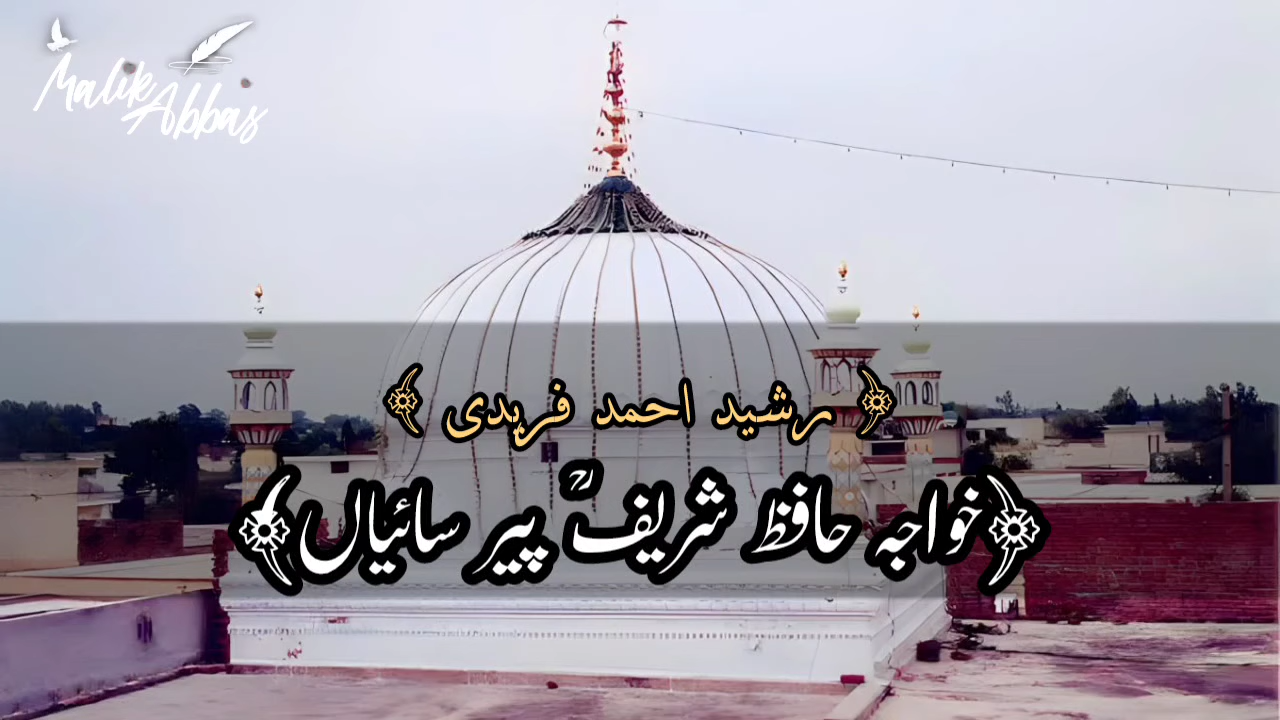 Malik
Abbas
﴿ رشید احمد فریدی ﴾
﴿خواجہ حافظ شریفؒ پیر سائیاں﴾